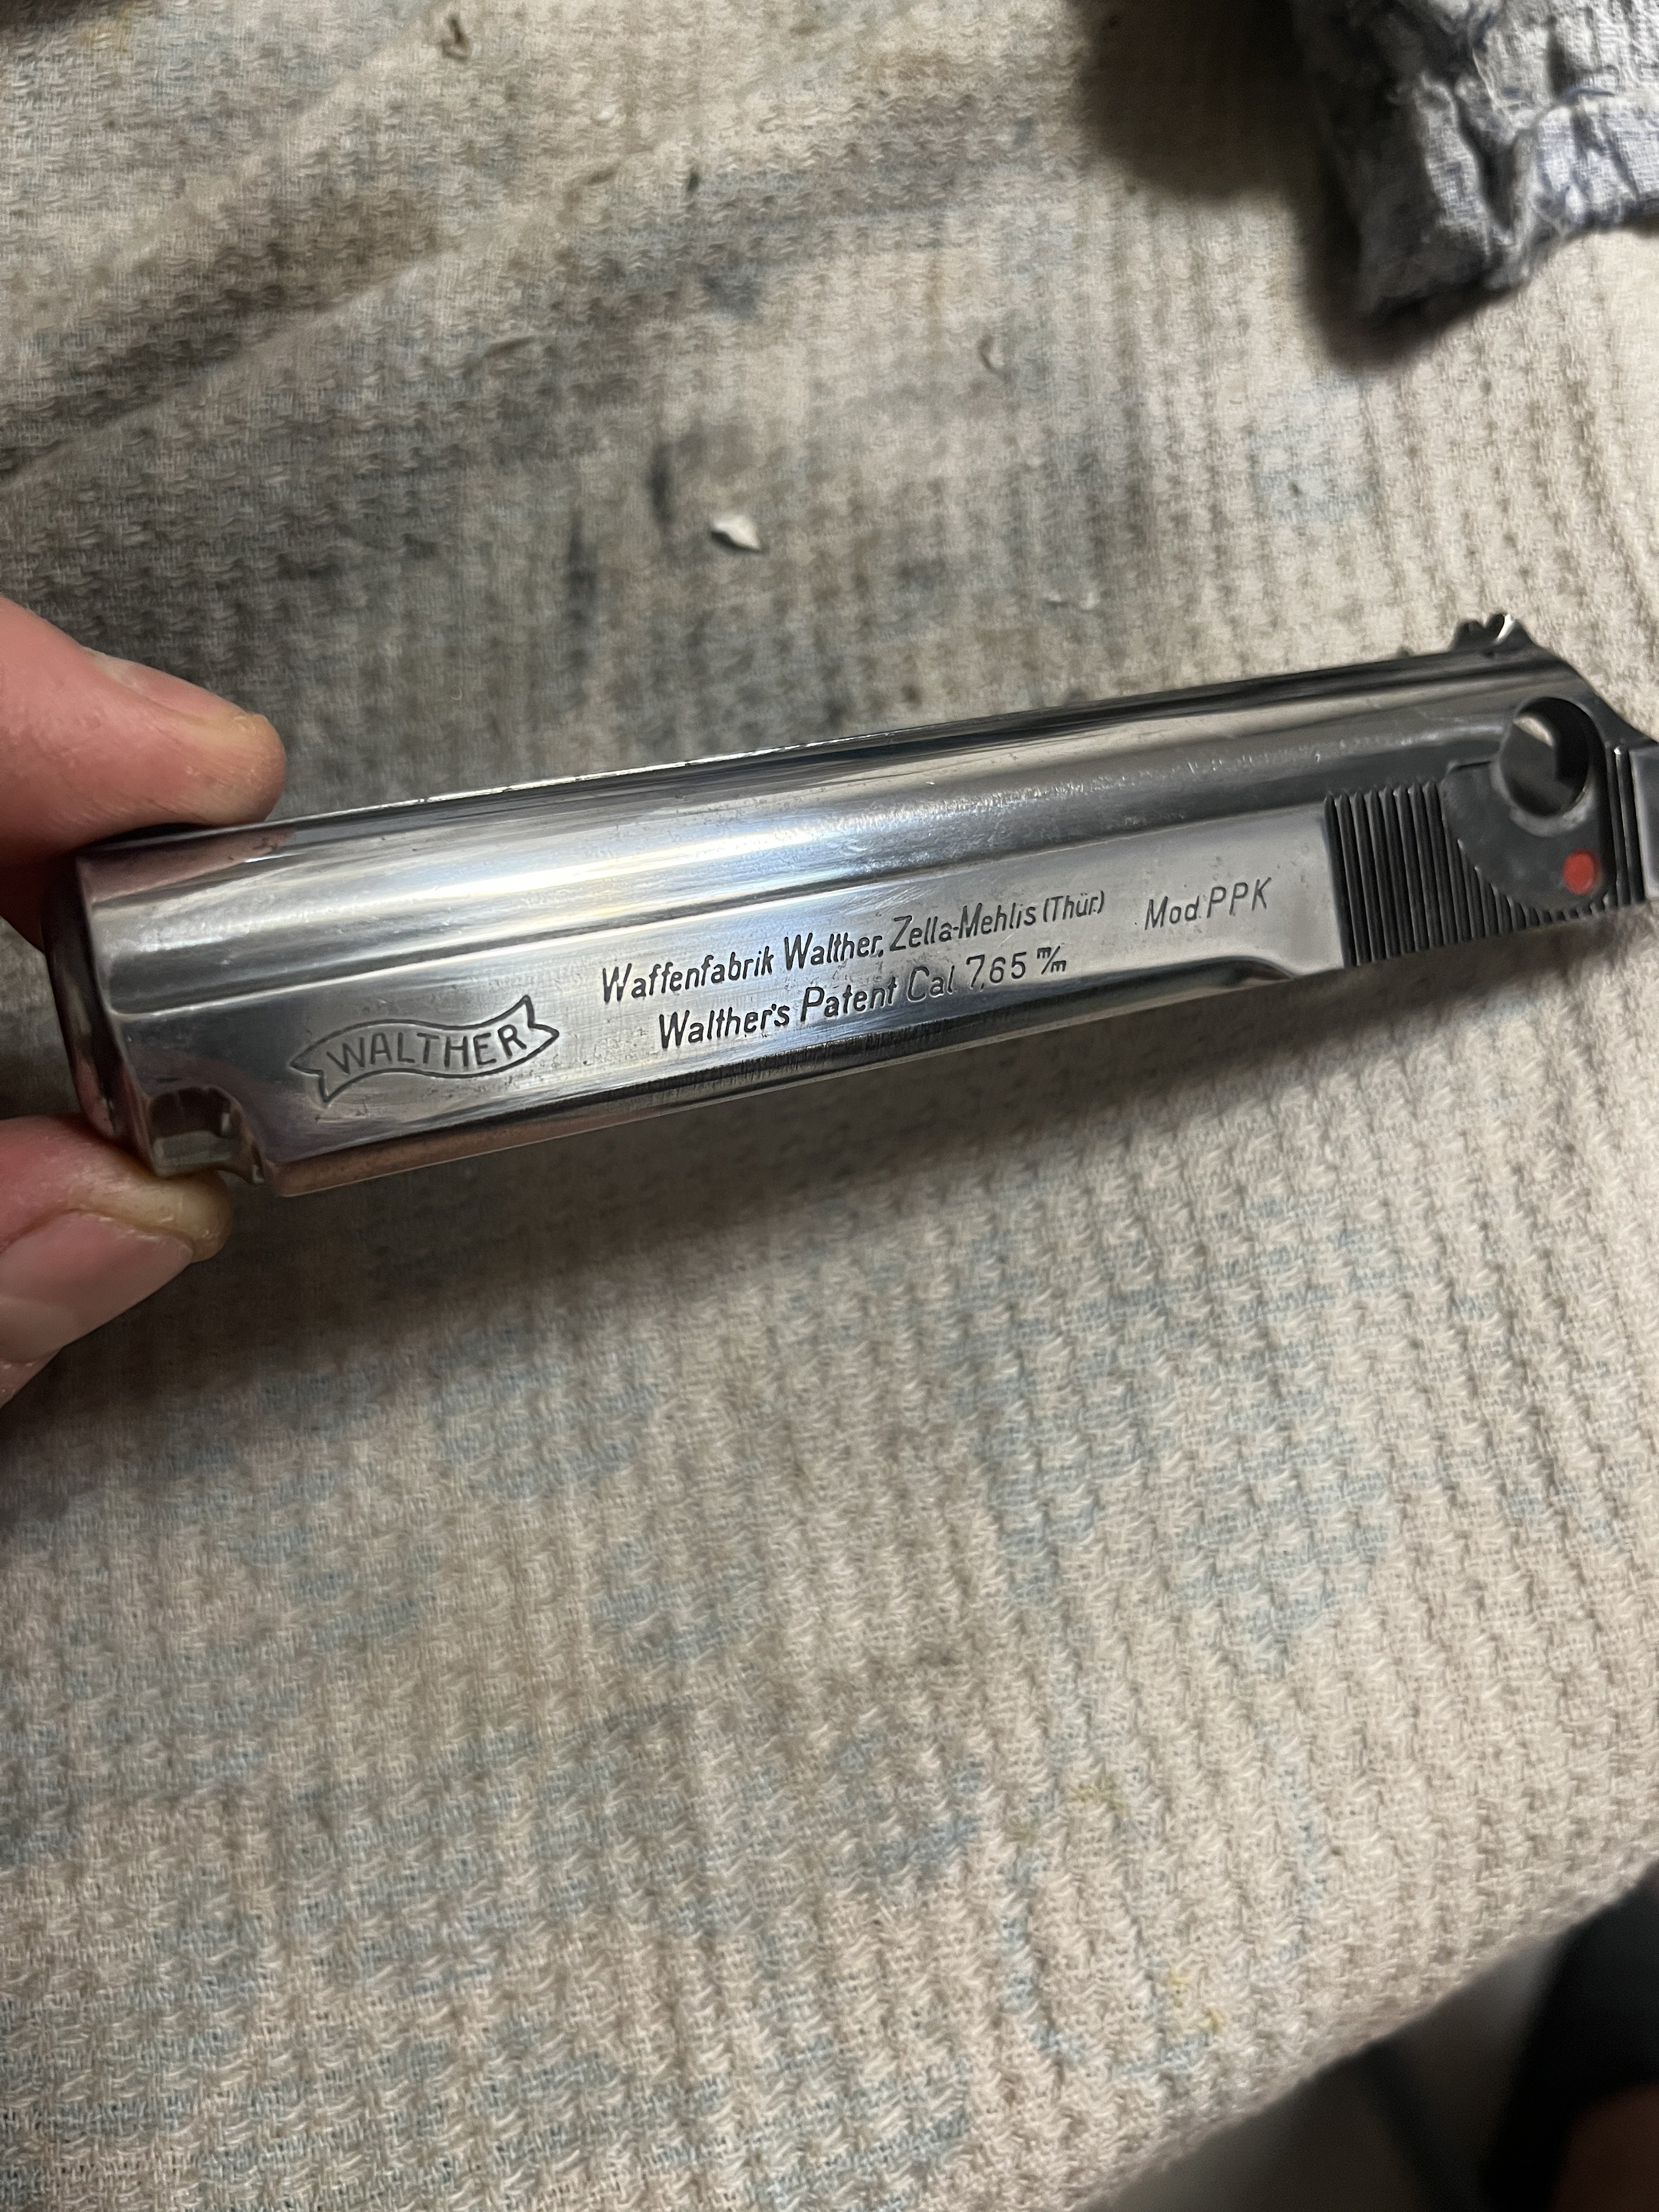 WALTHER
Waffenfabrik Walther, Zella-Mehlis (Thür.)
Walther's Patent Cal 7,65 m/m
Mod. PPK